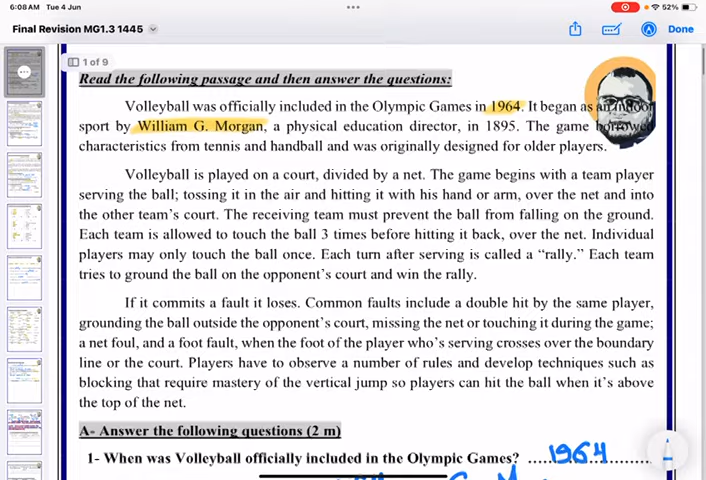 6:08 AM Tue 4 Jun
52%
Final Revision MG1.3 1445
Done
1 of 9
Read the following passage and then answer the questions:
Volleyball was officially included in the Olympic Games in 1964. It began as an indoor
sport by William G. Morgan, a physical education director, in 1895. The game borrowed
characteristics from tennis and handball and was originally designed for older players.
Volleyball is played on a court, divided by a net. The game begins with a team player
serving the ball; tossing it in the air and hitting it with his hand or arm, over the net and into
the other team's court. The receiving team must prevent the ball from falling on the ground.
Each team is allowed to touch the ball 3 times before hitting it back, over the net. Individual
players may only touch the ball once. Each turn after serving is called a “rally.” Each team
tries to ground the ball on the opponent's court and win the rally.
If it commits a fault it loses. Common faults include a double hit by the same player,
grounding the ball outside the opponent's court, missing the net or touching it during the game;
a net foul, and a foot fault, when the foot of the player who's serving crosses over the boundary
line or the court. Players have to observe a number of rules and develop techniques such as
blocking that require mastery of the vertical jump so players can hit the ball when it's above
the top of the net.
A- Answer the following questions (2 m)
1- When was Volleyball officially included in the Olympic Games? ....1964..........